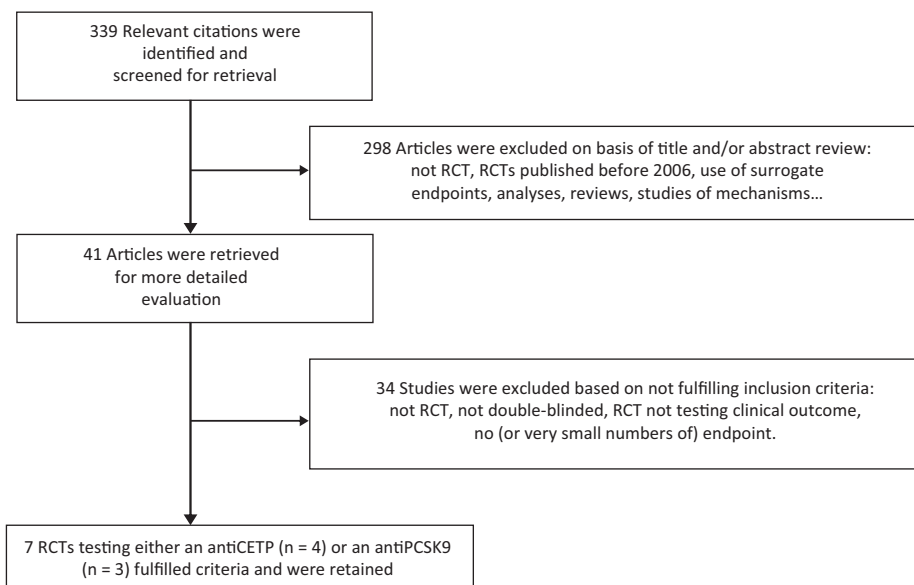 339 Relevant citations were
identified and
screened for retrieval
298 Articles were excluded on basis of title and/or abstract review:
not RCT, RCTs published before 2006, use of surrogate
endpoints, analyses, reviews, studies of mechanisms...
41 Articles were retrieved
for more detailed
evaluation
34 Studies were excluded based on not fulfilling inclusion criteria:
not RCT, not double-blinded, RCT not testing clinical outcome,
no (or very small numbers of) endpoint.
7 RCTs testing either an antiCETP (n = 4) or an antiPCSK9
(n = 3) fulfilled criteria and were retained